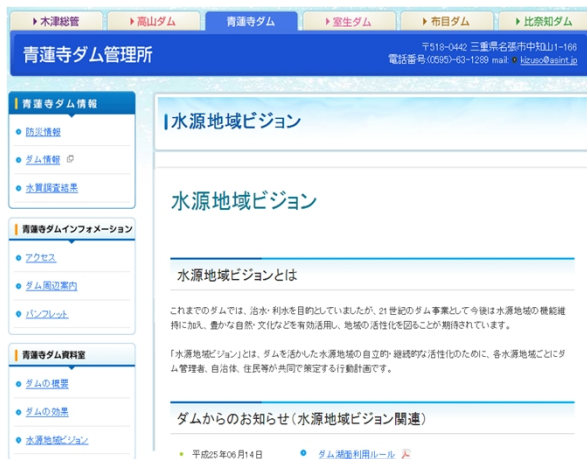 木津総管
高山ダム
青蓮寺ダム
室生ダム
布目ダム
比奈知ダム
青蓮寺ダム管理所
〒518-0442 三重県名張市中知山1-166
電話番号:(0595)-63-1289 mail: kizuso@asint.jp
青蓮寺ダム情報
防災情報
ダム情報
水質調査結果
青蓮寺ダムインフォメーション
アクセス
ダム周辺案内
パンフレット
青蓮寺ダム資料室
ダムの概要
ダムの効果
水源地域ビジョン
水源地域ビジョン
水源地域ビジョン
水源地域ビジョンとは
これまでのダムでは、治水・利水を目的としていましたが、21世紀のダム事業として今後は水源地域の機能維
持に加え、豊かな自然・文化などを有効活用し、地域の活性化を図ることが期待されています。
「水源地域ビジョン」とは、ダムを活かした水源地域の自立的・継続的な活性化のために、各水源地域ごとにダ
ム管理者、自治体、住民等が共同で策定する行動計画です。
ダムからのお知らせ（水源地域ビジョン関連）
平成25年06月14日
ダム湖面利用ルール